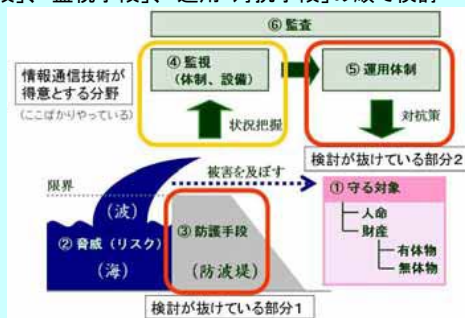 ⑥ 監査
情報通信技術が
得意とする分野
(ここばかりやっている)
④ 監視
(体制、設備)
⑤ 運用体制
状況把握
対抗策
検討が抜けている部分2
被害を及ぼす
限界
(波)
② 脅威（リスク）
(海)
③ 防護手段
(防波堤)
① 守る対象
人命
財産
有体物
無体物
検討が抜けている部分1